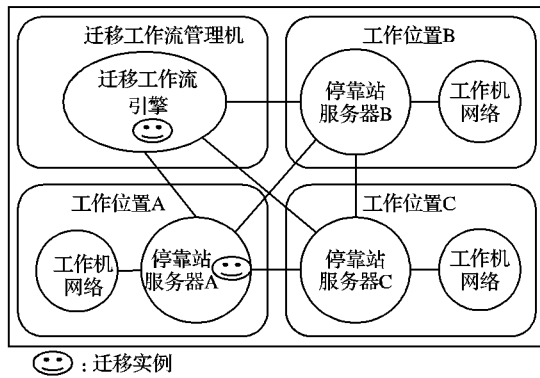 迁移工作流管理机
迁移工作流
引擎
工作位置B
停靠站
服务器B
工作机
网络
工作位置A
工作机
网络
停靠站
服务器A
工作位置C
停靠站
服务器C
工作机
网络
：迁移实例